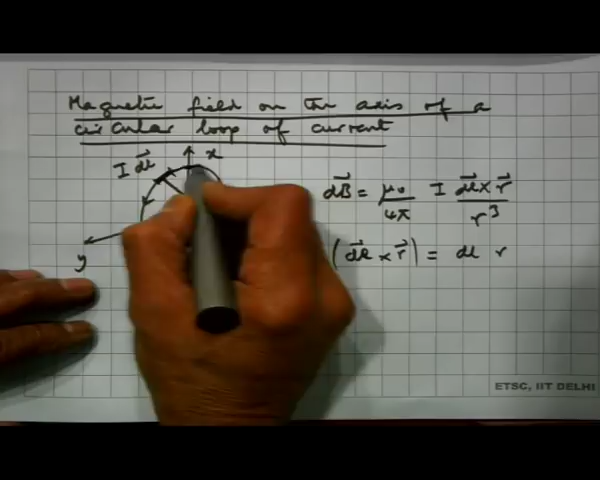 Magnetic field on the axis of a
circular loop of current
I d𝑙⃗ x
dB⃗ = μ₀/4π I d𝑙⃗ × r⃗ / r³
y
|d𝑙⃗ × r⃗| = d𝑙 r
ETSC, IIT DELHI